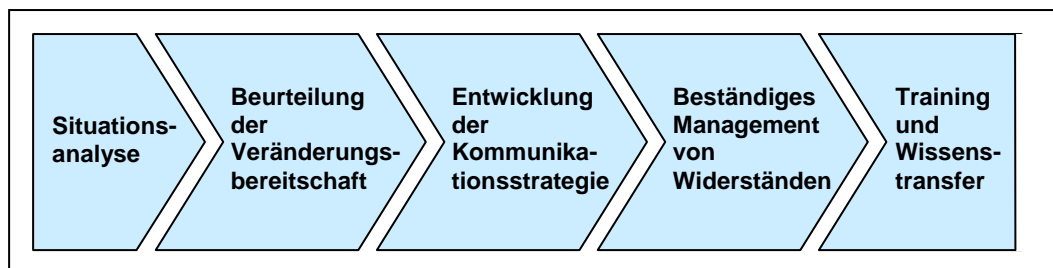 Situations-
analyse
Beurteilung
der
Veränderungs-
bereitschaft
Entwicklung
der
Kommunika-
tionsstrategie
Beständiges
Management
von
Widerständen
Training
und
Wissens-
transfer